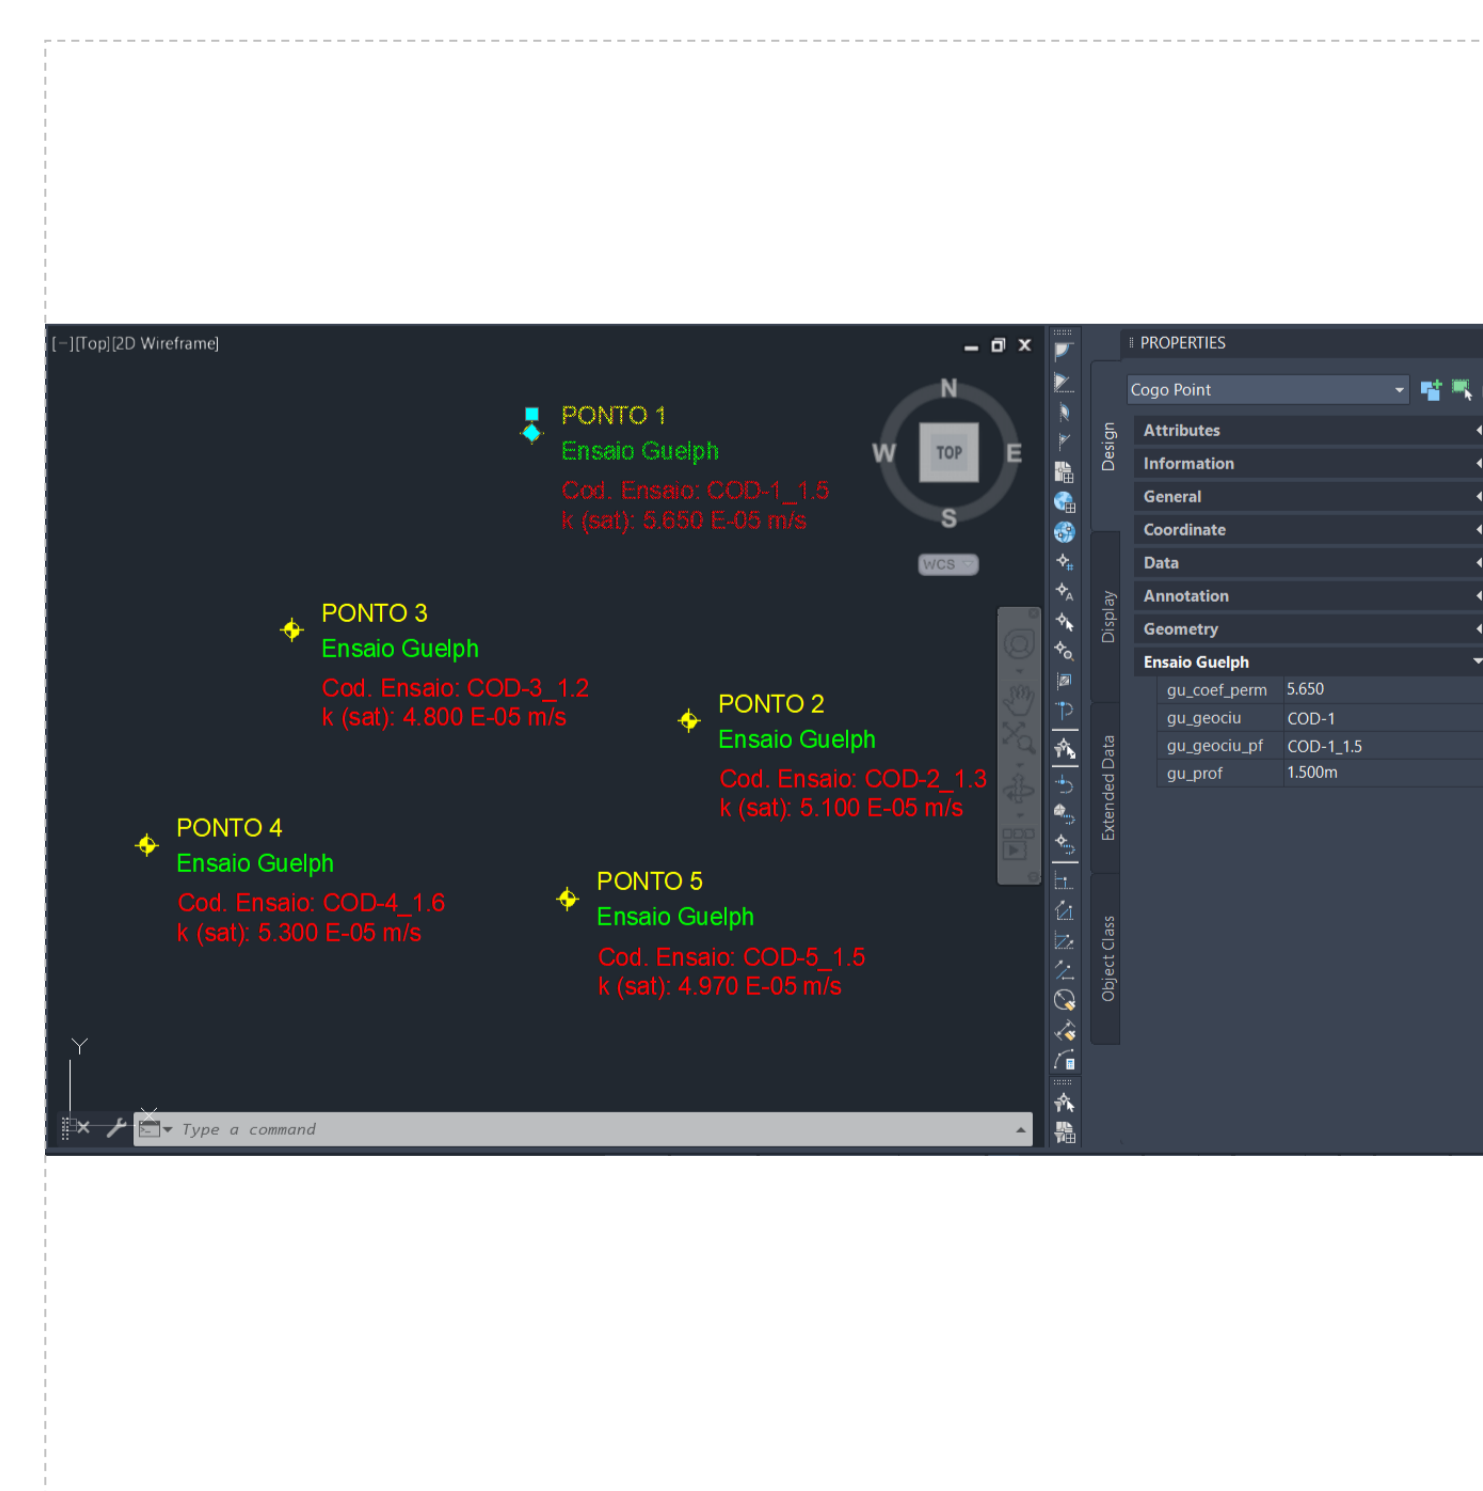 [−][Top][2D Wireframe]
PONTO 1
Ensaio Guelph
Cod. Ensaio: COD-1_1.5
k (sat): 5.650 E-05 m/s
N
W
TOP
E
S
WCS
PONTO 3
Ensaio Guelph
Cod. Ensaio: COD-3_1.2
k (sat): 4.800 E-05 m/s
PONTO 2
Ensaio Guelph
Cod. Ensaio: COD-2_1.3
k (sat): 5.100 E-05 m/s
PONTO 4
Ensaio Guelph
Cod. Ensaio: COD-4_1.6
k (sat): 5.300 E-05 m/s
PONTO 5
Ensaio Guelph
Cod. Ensaio: COD-5_1.5
k (sat): 4.970 E-05 m/s
Y
X
Type a command
Design
Display
Extended Data
Object Class
PROPERTIES
Cogo Point
Attributes
Information
General
Coordinate
Data
Annotation
Geometry
Ensaio Guelph
gu_coef_perm 5.650
gu_geociu COD-1
gu_geociu_pf COD-1_1.5
gu_prof 1.500m